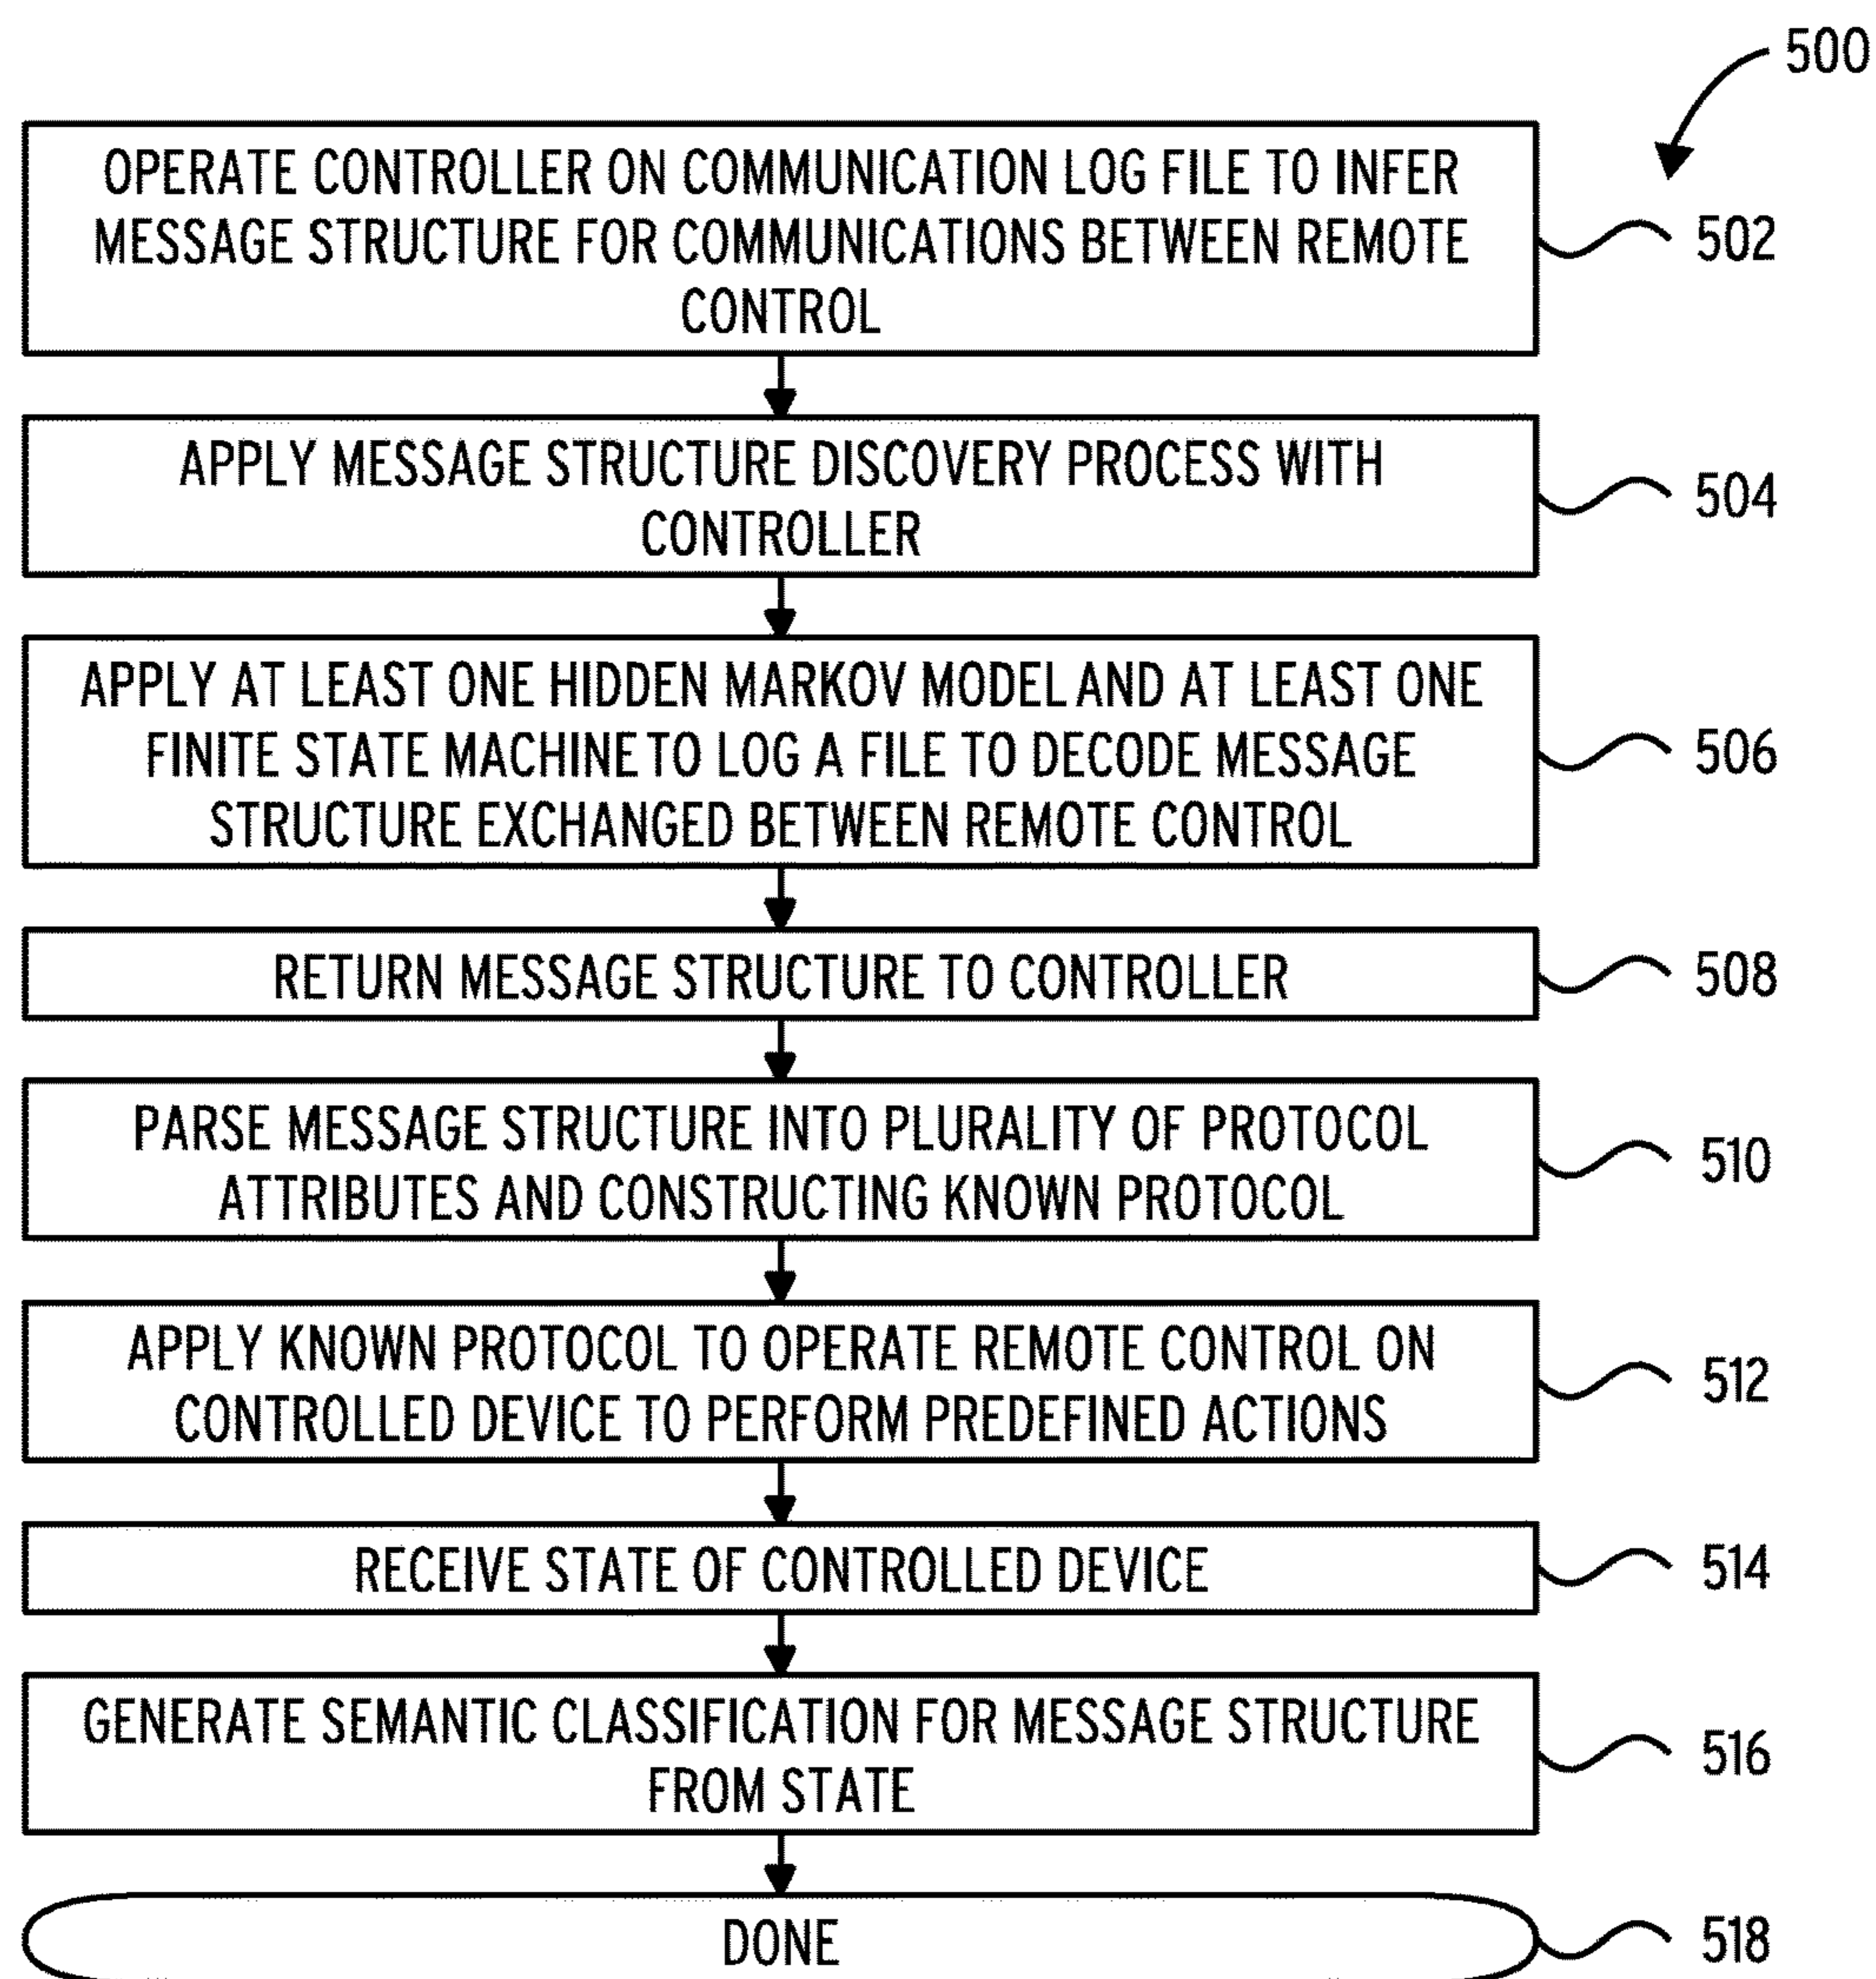 500
OPERATE CONTROLLER ON COMMUNICATION LOG FILE TO INFER
MESSAGE STRUCTURE FOR COMMUNICATIONS BETWEEN REMOTE
CONTROL
502
APPLY MESSAGE STRUCTURE DISCOVERY PROCESS WITH
CONTROLLER
504
APPLY AT LEAST ONE HIDDEN MARKOV MODEL AND AT LEAST ONE
FINITE STATE MACHINE TO LOG A FILE TO DECODE MESSAGE
STRUCTURE EXCHANGED BETWEEN REMOTE CONTROL
506
RETURN MESSAGE STRUCTURE TO CONTROLLER
508
PARSE MESSAGE STRUCTURE INTO PLURALITY OF PROTOCOL
ATTRIBUTES AND CONSTRUCTING KNOWN PROTOCOL
510
APPLY KNOWN PROTOCOL TO OPERATE REMOTE CONTROL ON
CONTROLLED DEVICE TO PERFORM PREDEFINED ACTIONS
512
RECEIVE STATE OF CONTROLLED DEVICE
514
GENERATE SEMANTIC CLASSIFICATION FOR MESSAGE STRUCTURE
FROM STATE
516
DONE
518